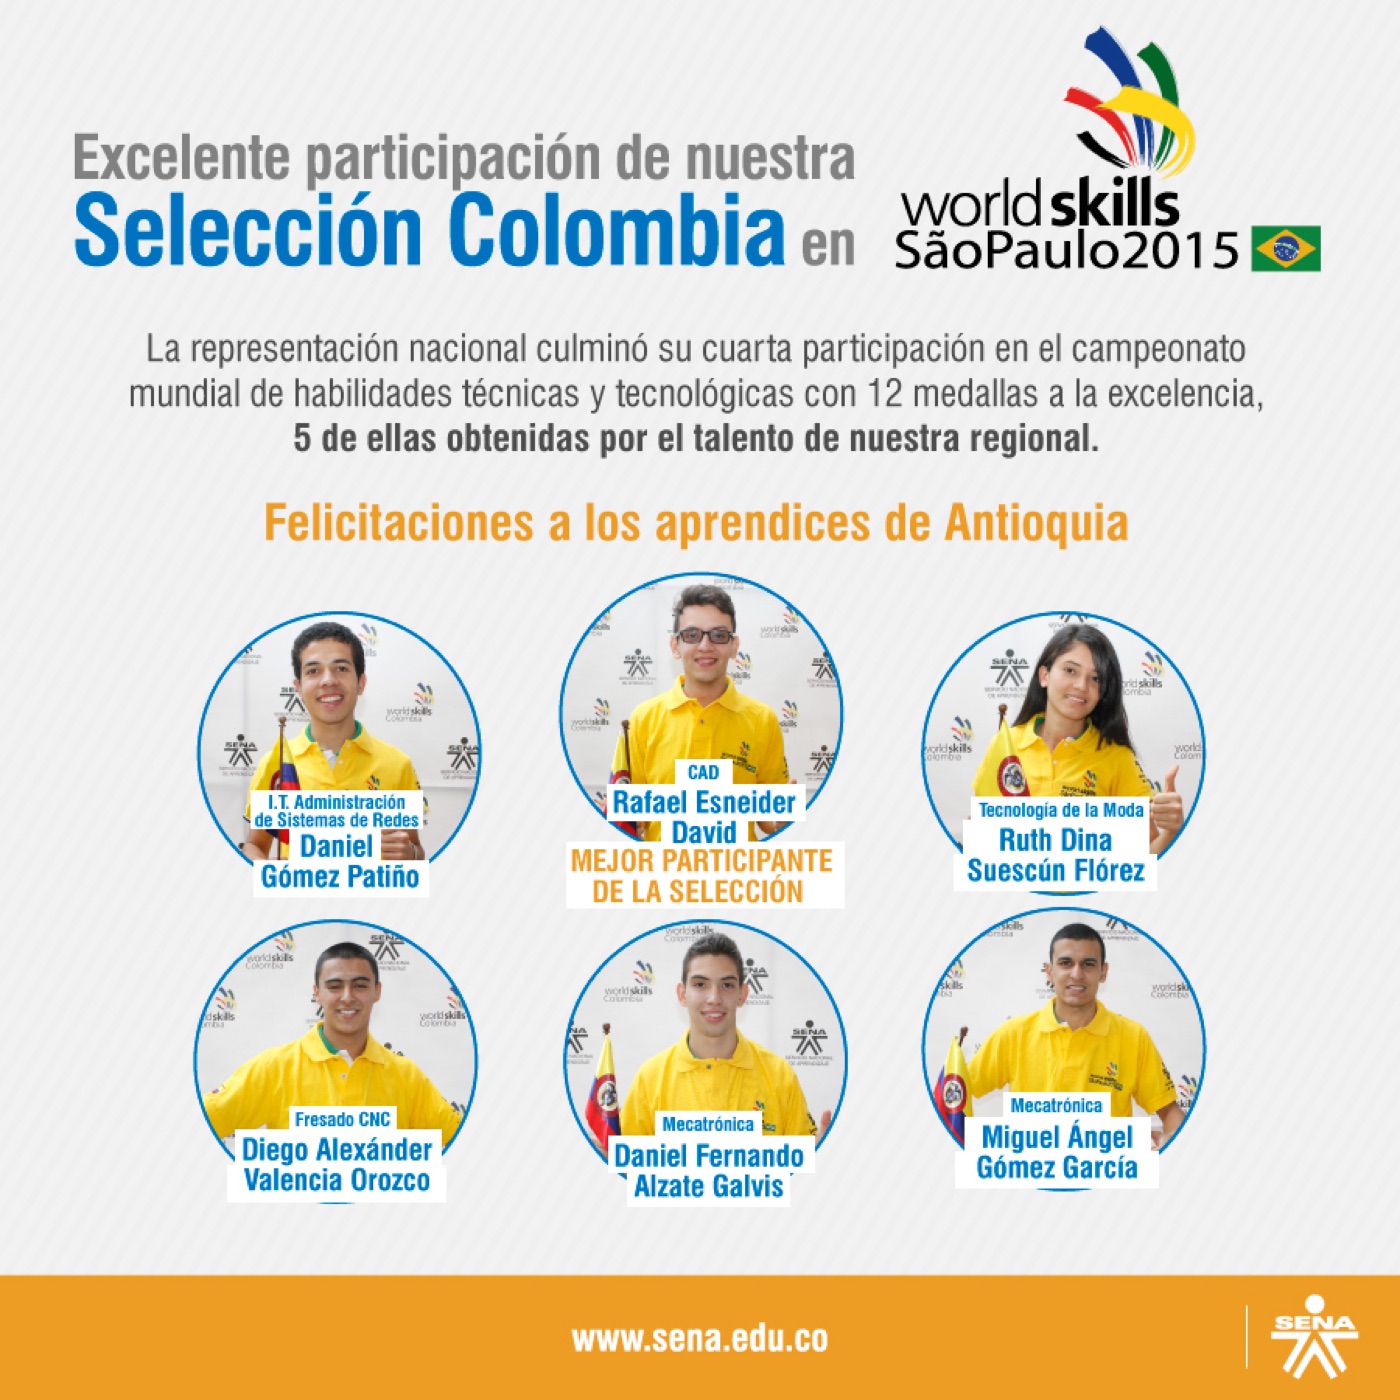 Excelente participación de nuestra
Selección Colombia en
world skills
SãoPaulo2015
La representación nacional culminó su cuarta participación en el campeonato
mundial de habilidades técnicas y tecnológicas con 12 medallas a la excelencia,
5 de ellas obtenidas por el talento de nuestra regional.
Felicitaciones a los aprendices de Antioquia
I.T. Administración
de Sistemas de Redes
Daniel
Gómez Patiño
CAD
Rafael Esneider
David
MEJOR PARTICIPANTE
DE LA SELECCIÓN
Tecnología de la Moda
Ruth Dina
Suescún Flórez
Fresado CNC
Diego Alexánder
Valencia Orozco
Mecatrónica
Daniel Fernando
Alzate Galvis
Mecatrónica
Miguel Ángel
Gómez García
www.sena.edu.co
SENA